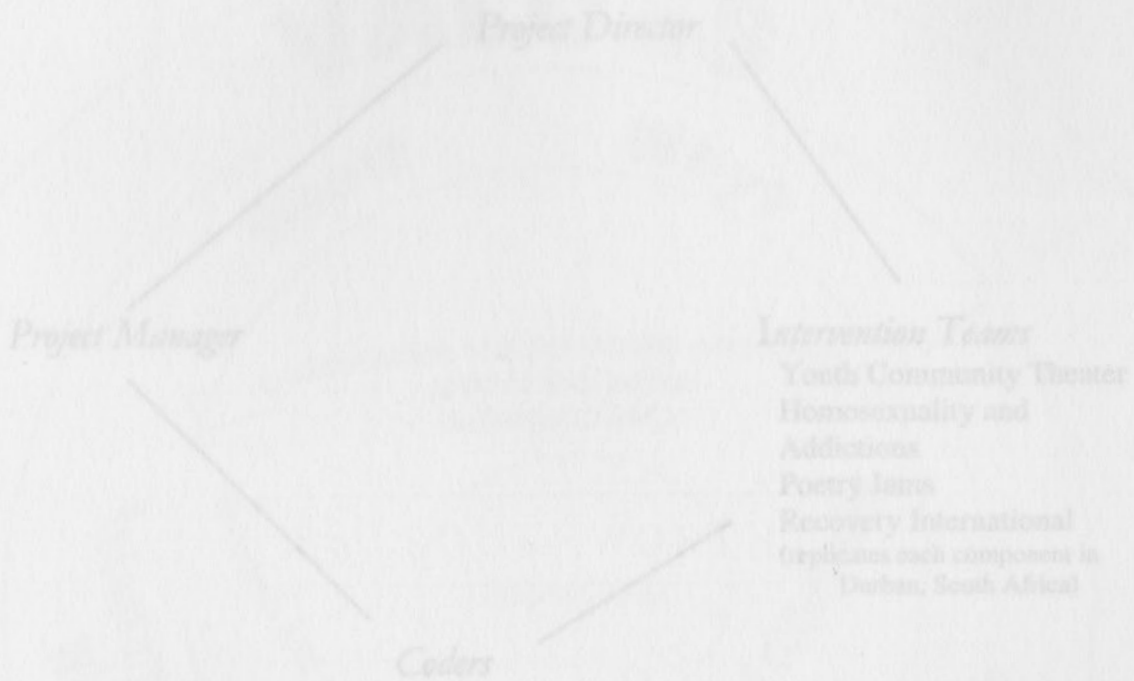 Project Director
Project Manager
Intervention Teams
Youth Community Theater
Homosexuality and
Addictions
Poetry Jams
Recovery International
(replicates each component in
Durban, South Africa)
Coders